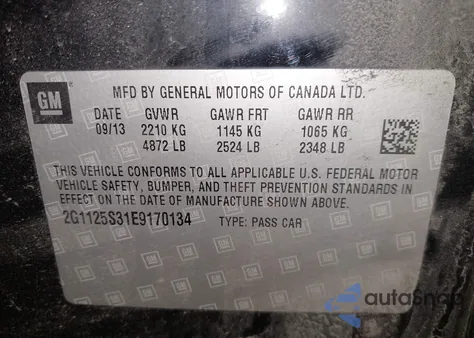 GM
MFD BY GENERAL MOTORS OF CANADA LTD.
DATE GVWR GAWR FRT GAWR RR
09/13 2210 KG 1145 KG 1065 KG
4872 LB 2524 LB 2348 LB
THIS VEHICLE CONFORMS TO ALL APPLICABLE U.S. FEDERAL MOTOR
VEHICLE SAFETY, BUMPER, AND THEFT PREVENTION STANDARDS IN
EFFECT ON THE DATE OF MANUFACTURE SHOWN ABOVE.
2G1125S31E9170134 TYPE: PASS CAR
autoSnap